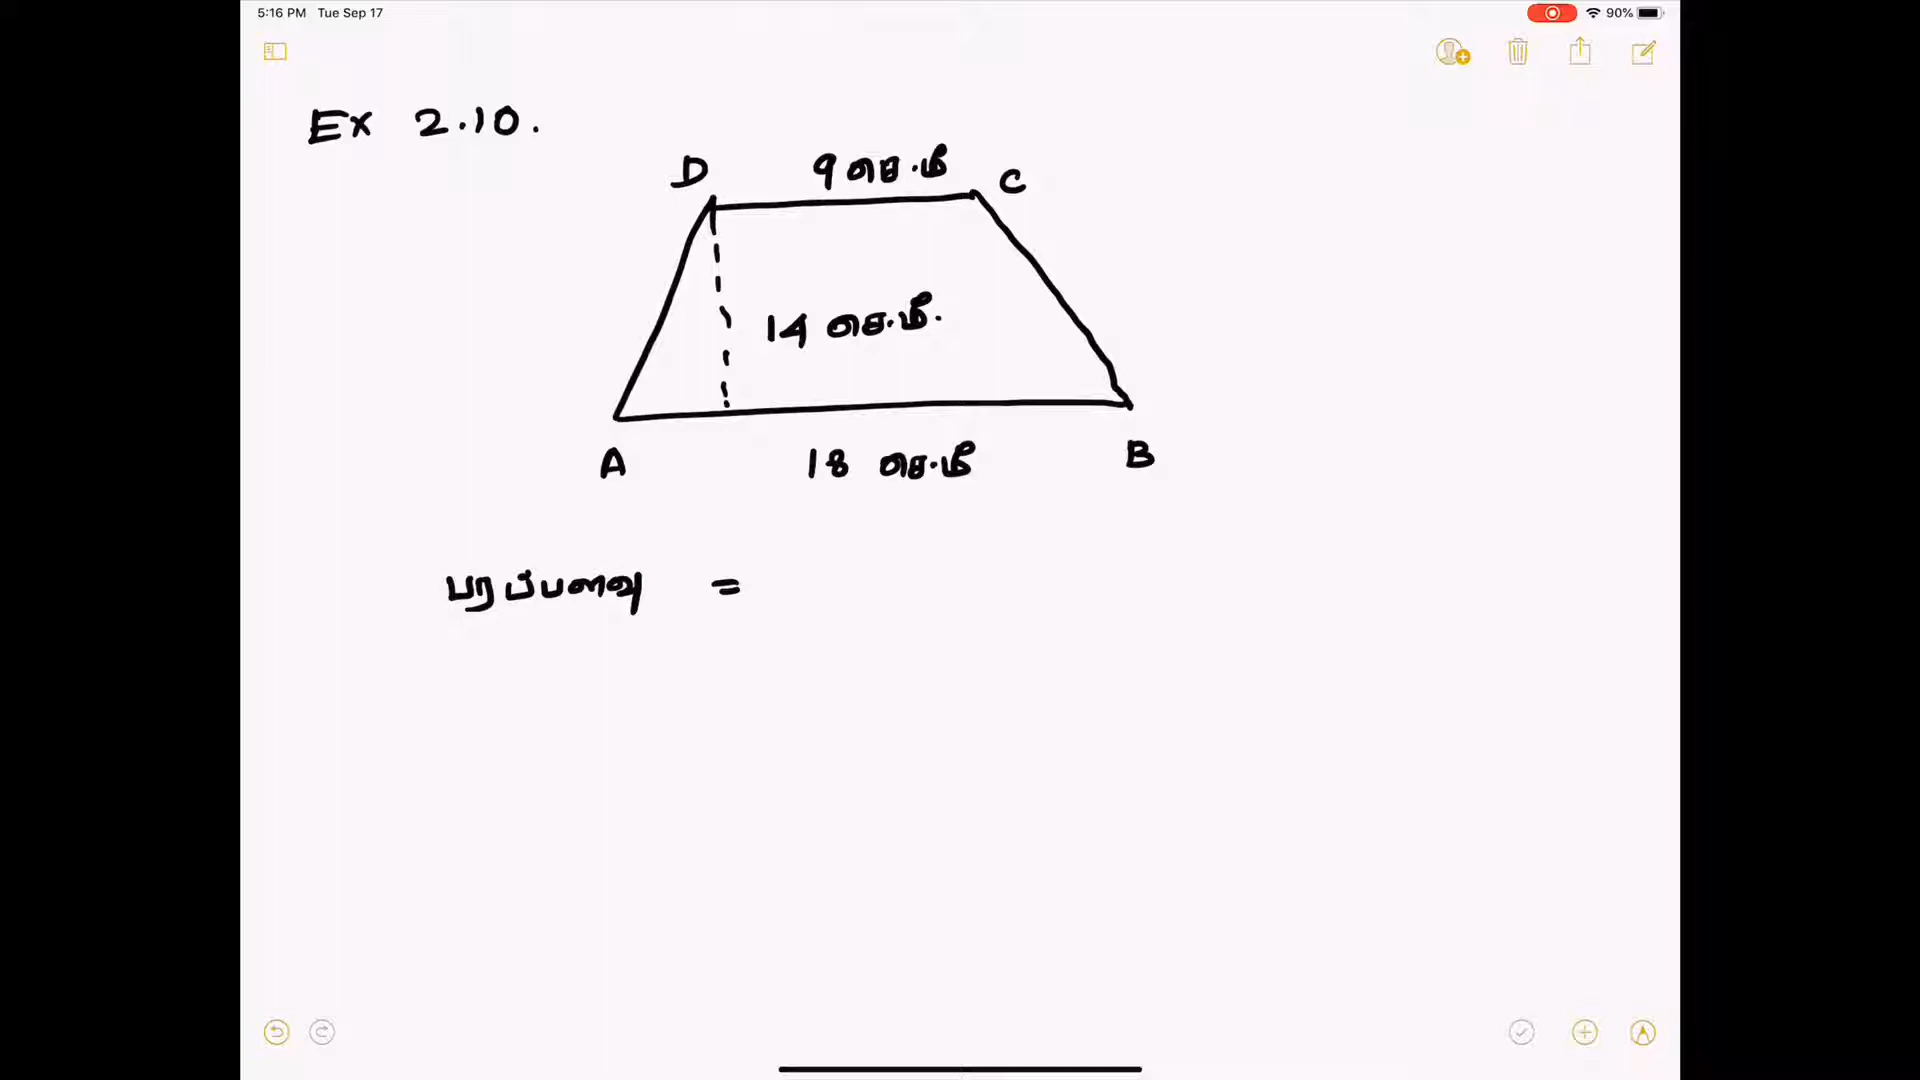 5:16 PM Tue Sep 17 90%
Ex 2.10.
D 9 செ.மீ C
14 செ.மீ.
A 18 செ.மீ B
பரப்பளவு =